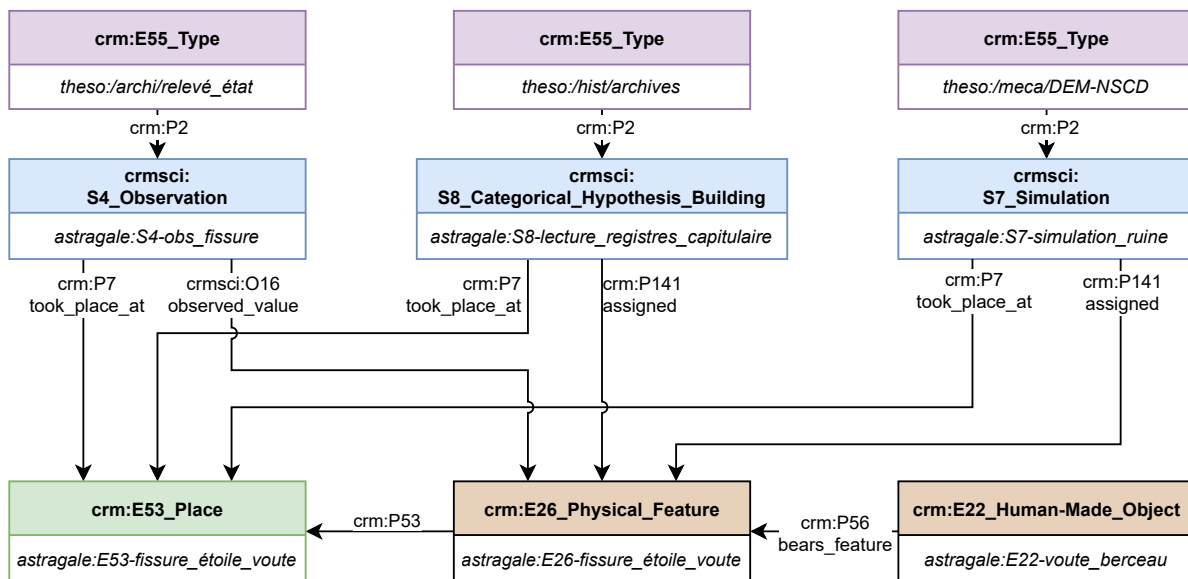 crm:E55_Type
crm:E55_Type
crm:E55_Type
theso:/archi/relevé_état
theso:/hist/archives
theso:/meca/DEM-NSCD
crm:P2
crm:P2
crm:P2
crmsci:
S4_Observation
crmsci:
S8_Categorical_Hypothesis_Building
crmsci:
S7_Simulation
astragale:S4-obs_fissure
astragale:S8-lecture_registres_capitulaire
astragale:S7-simulation_ruine
crm:P7
took_place_at
crmsci:O16
observed_value
crm:P7
took_place_at
crm:P141
assigned
crm:P7
took_place_at
crm:P141
assigned
crm:E53_Place
crm:E26_Physical_Feature
crm:E22_Human-Made_Object
crm:P53
crm:P56
bears_feature
astragale:E53-fissure_étoile_voute
astragale:E26-fissure_étoile_voute
astragale:E22-voute_berceau